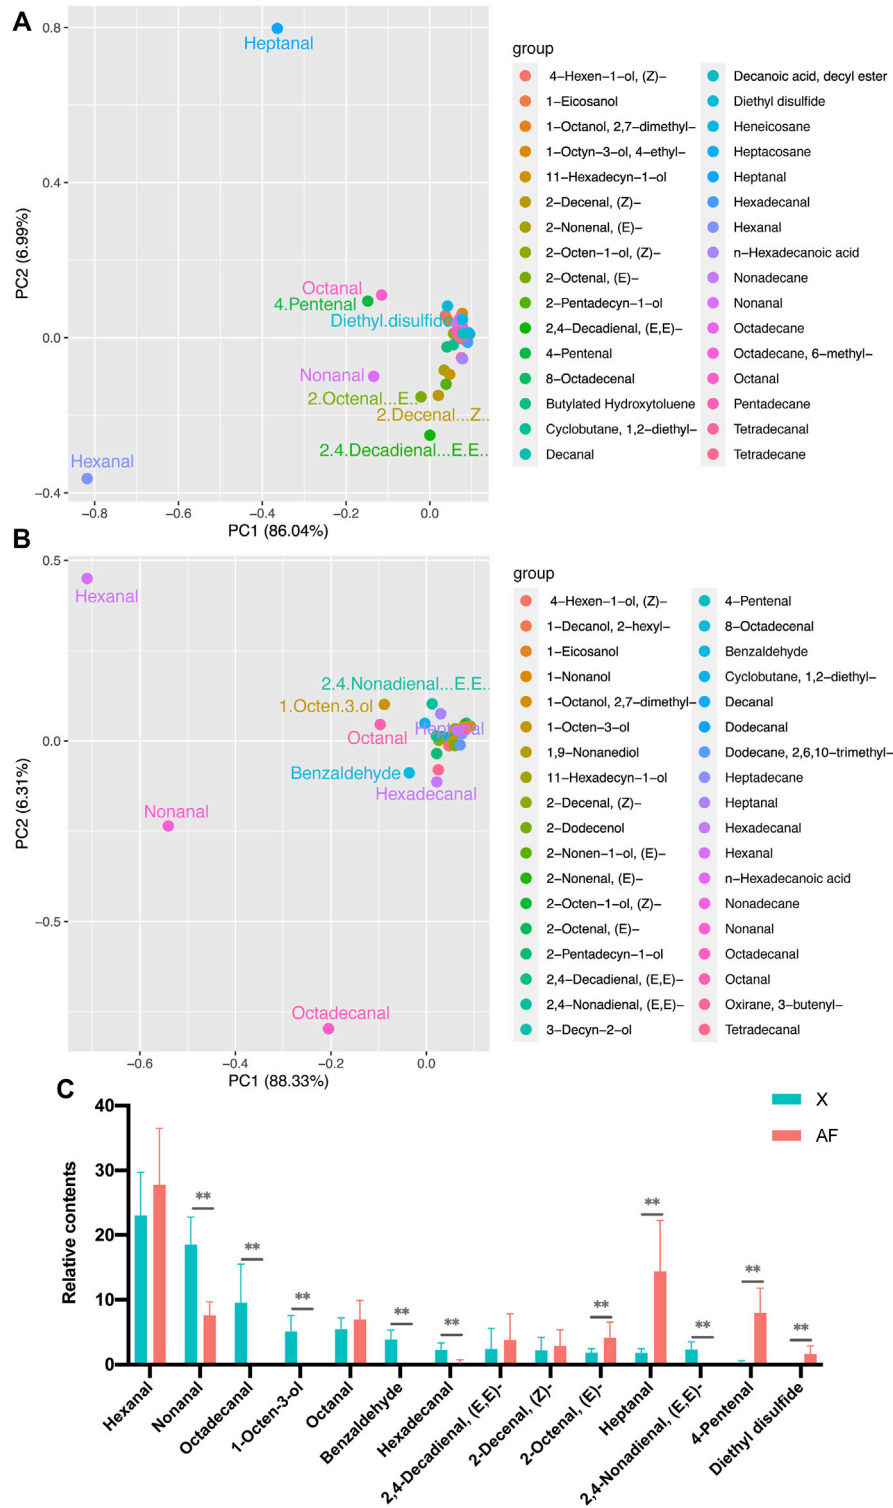 A
0.8
0.4
0.0
−0.4
PC2 (6.99%)
Heptanal
Octanal
4.Pentenal
Diethyl.disulfide
Nonanal
2.Octenal...E..
2.Decenal...Z..
2.4.Decadienal...E.E..
Hexanal
−0.8
−0.6
−0.4
−0.2
0.0
PC1 (86.04%)
group
4−Hexen−1−ol, (Z)−
1−Eicosanol
1−Octanol, 2,7−dimethyl−
1−Octyn−3−ol, 4−ethyl−
11−Hexadecyn−1−ol
2−Decenal, (Z)−
2−Nonenal, (E)−
2−Octen−1−ol, (Z)−
2−Octenal, (E)−
2−Pentadecyn−1−ol
2,4−Decadienal, (E,E)−
4−Pentenal
8−Octadecenal
Butylated Hydroxytoluene
Cyclobutane, 1,2−diethyl−
Decanal
Decanoic acid, decyl ester
Diethyl disulfide
Heneicosane
Heptacosane
Heptanal
Hexadecanal
Hexanal
n−Hexadecanoic acid
Nonadecane
Nonanal
Octadecane
Octadecane, 6−methyl−
Octanal
Pentadecane
Tetradecanal
Tetradecane
B
0.5
0.0
−0.5
PC2 (6.31%)
Hexanal
2.4.Nonadienal...E.E..
1.Octen.3.ol
Octanal
Heptanal
Benzaldehyde
Hexadecanal
Nonanal
Octadecanal
−0.6
−0.4
−0.2
0.0
PC1 (88.33%)
group
4−Hexen−1−ol, (Z)−
1−Decanol, 2−hexyl−
1−Eicosanol
1−Nonanol
1−Octanol, 2,7−dimethyl−
1−Octen−3−ol
1,9−Nonanediol
11−Hexadecyn−1−ol
2−Decenal, (Z)−
2−Dodecenol
2−Nonen−1−ol, (E)−
2−Nonenal, (E)−
2−Octen−1−ol, (Z)−
2−Octenal, (E)−
2−Pentadecyn−1−ol
2,4−Decadienal, (E,E)−
2,4−Nonadienal, (E,E)−
3−Decyn−2−ol
4−Pentenal
8−Octadecenal
Benzaldehyde
Cyclobutane, 1,2−diethyl−
Decanal
Dodecanal
Dodecane, 2,6,10−trimethyl−
Heptadecane
Heptanal
Hexadecanal
Hexanal
n−Hexadecanoic acid
Nonadecane
Nonanal
Octadecanal
Octanal
Oxirane, 3−butenyl−
Tetradecanal
C
40
30
20
10
0
Relative contents
X
AF
**
**
**
**
**
**
**
**
**
**
Hexanal
Nonanal
Octadecanal
1-Octen-3-ol
Octanal
Benzaldehyde
Hexadecanal
2,4-Decadienal, (E,E)-
2-Decenal, (Z)-
2-Octenal, (E)-
Heptanal
2,4-Nonadienal, (E,E)-
4-Pentenal
Diethyl disulfide